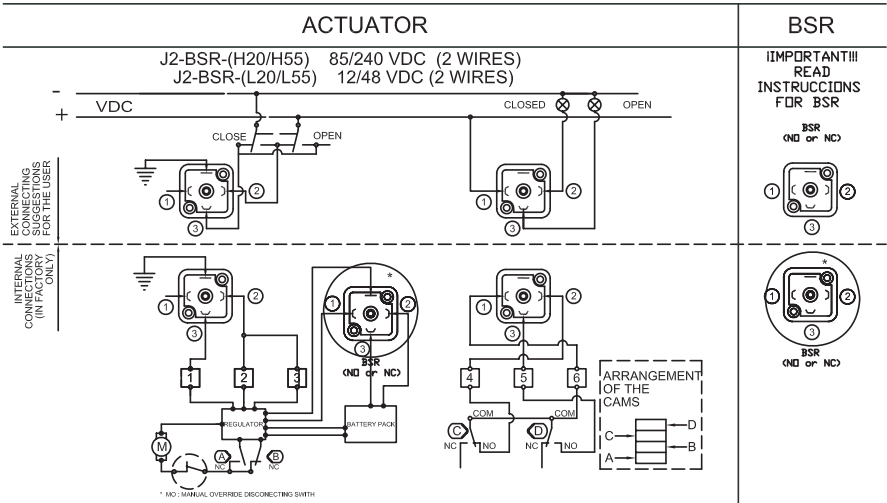 ACTUATOR
BSR
J2-BSR-(H20/H55) 85/240 VDC (2 WIRES)
J2-BSR-(L20/L55) 12/48 VDC (2 WIRES)
¡IMPORTANT!!!
READ
INSTRUCCIONS
FOR BSR
-
+
VDC
CLOSED
OPEN
CLOSE
OPEN
BSR
(NO or NC)
EXTERNAL
CONNECTING
SUGGESTIONS
FOR THE USER
1
2
3
1
2
3
1
2
3
INTERNAL
CONNECTIONS
(IN FACTORY
ONLY)
1
2
3
*
1
2
3
BSR
(NO or NC)
1
2
3
*
1
2
3
BSR
(NO or NC)
1
2
3
4
5
6
ARRANGEMENT
OF THE
CAMS
REGULATOR
BATTERY PACK
COM
COM
C
D
NC
NO
NC
NO
D
C
B
A
M
A
NC
B
NC
* MO : MANUAL OVERRIDE DISCONECTING SWITH